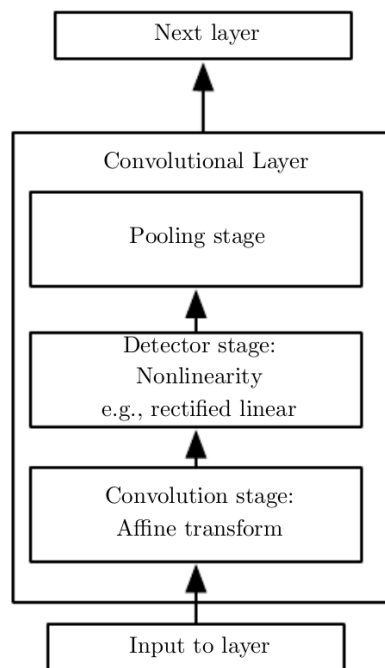 Next layer
Convolutional Layer
Pooling stage
Detector stage:
Nonlinearity
e.g., rectified linear
Convolution stage:
Affine transform
Input to layer